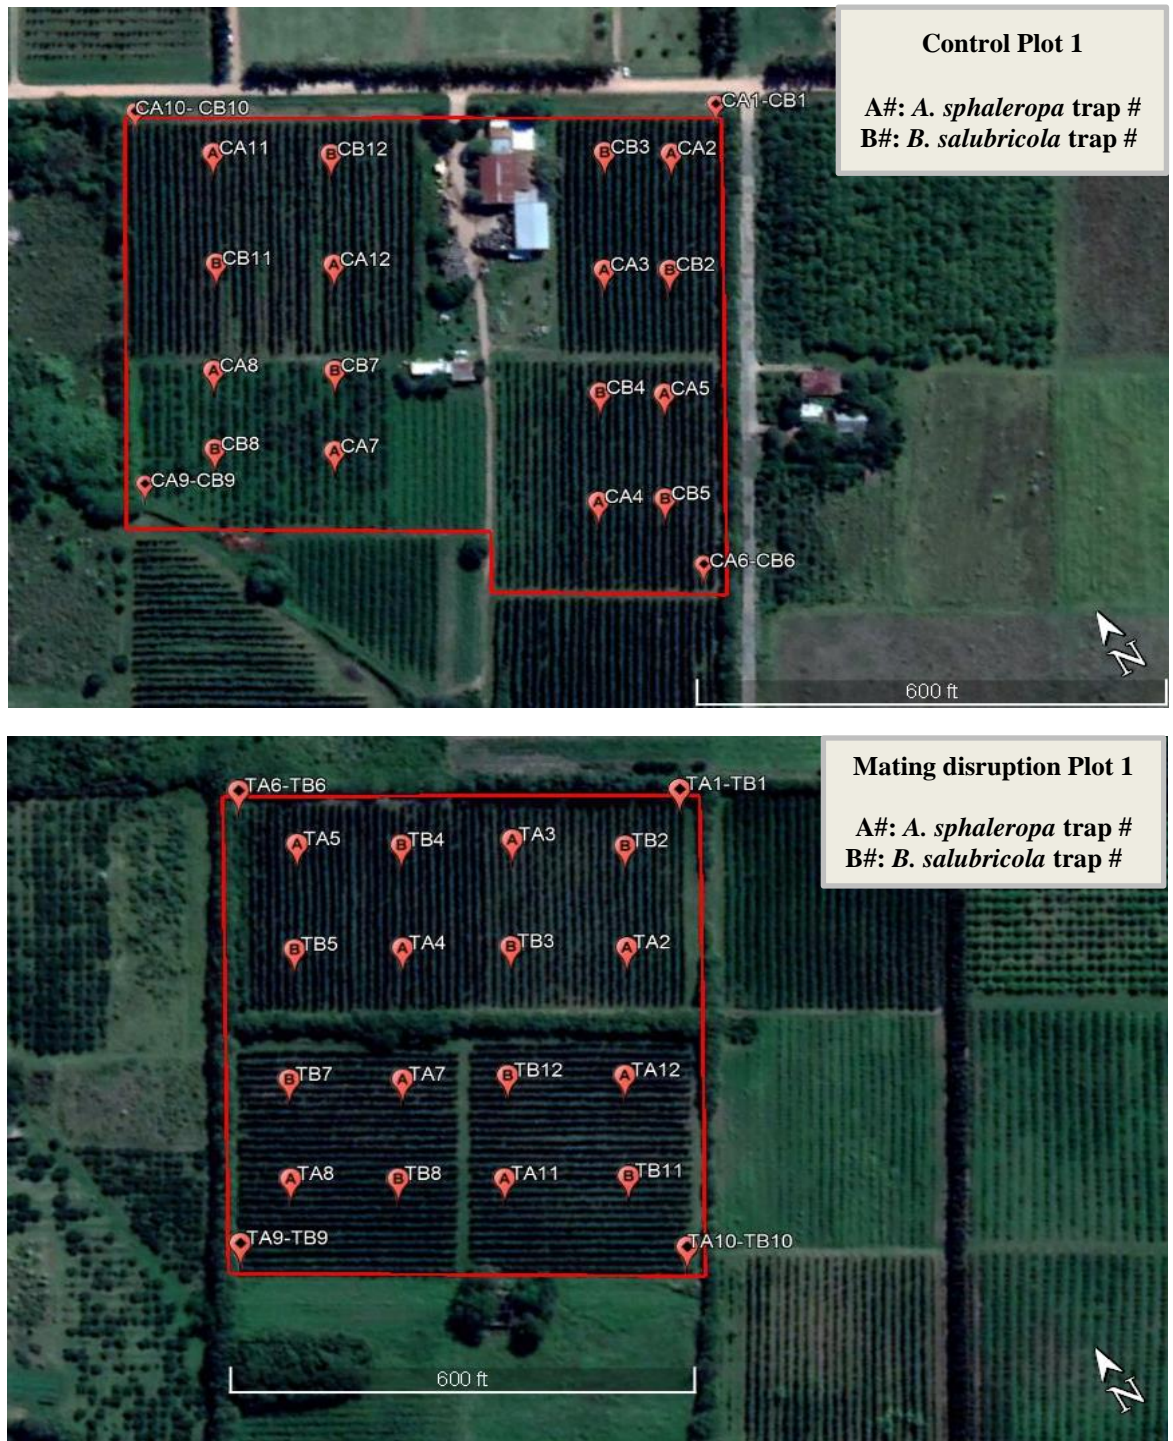 Control Plot 1
A#: A. sphaleropa trap #
B#: B. salubricola trap #
CA10- CB10
CA1-CB1
A CA11
B CB12
B CB3
A CA2
B CB11
A CA12
A CA3
B CB2
A CA8
B CB7
B CB4
A CA5
B CB8
A CA7
CA9-CB9
A CA4
B CB5
CA6-CB6
N
600 ft
Mating disruption Plot 1
A#: A. sphaleropa trap #
B#: B. salubricola trap #
TA6-TB6
TA1-TB1
A TA5
B TB4
A TA3
B TB2
B TB5
A TA4
B TB3
A TA2
B TB7
A TA7
B TB12
A TA12
A TA8
B TB8
A TA11
B TB11
TA9-TB9
TA10-TB10
600 ft
N